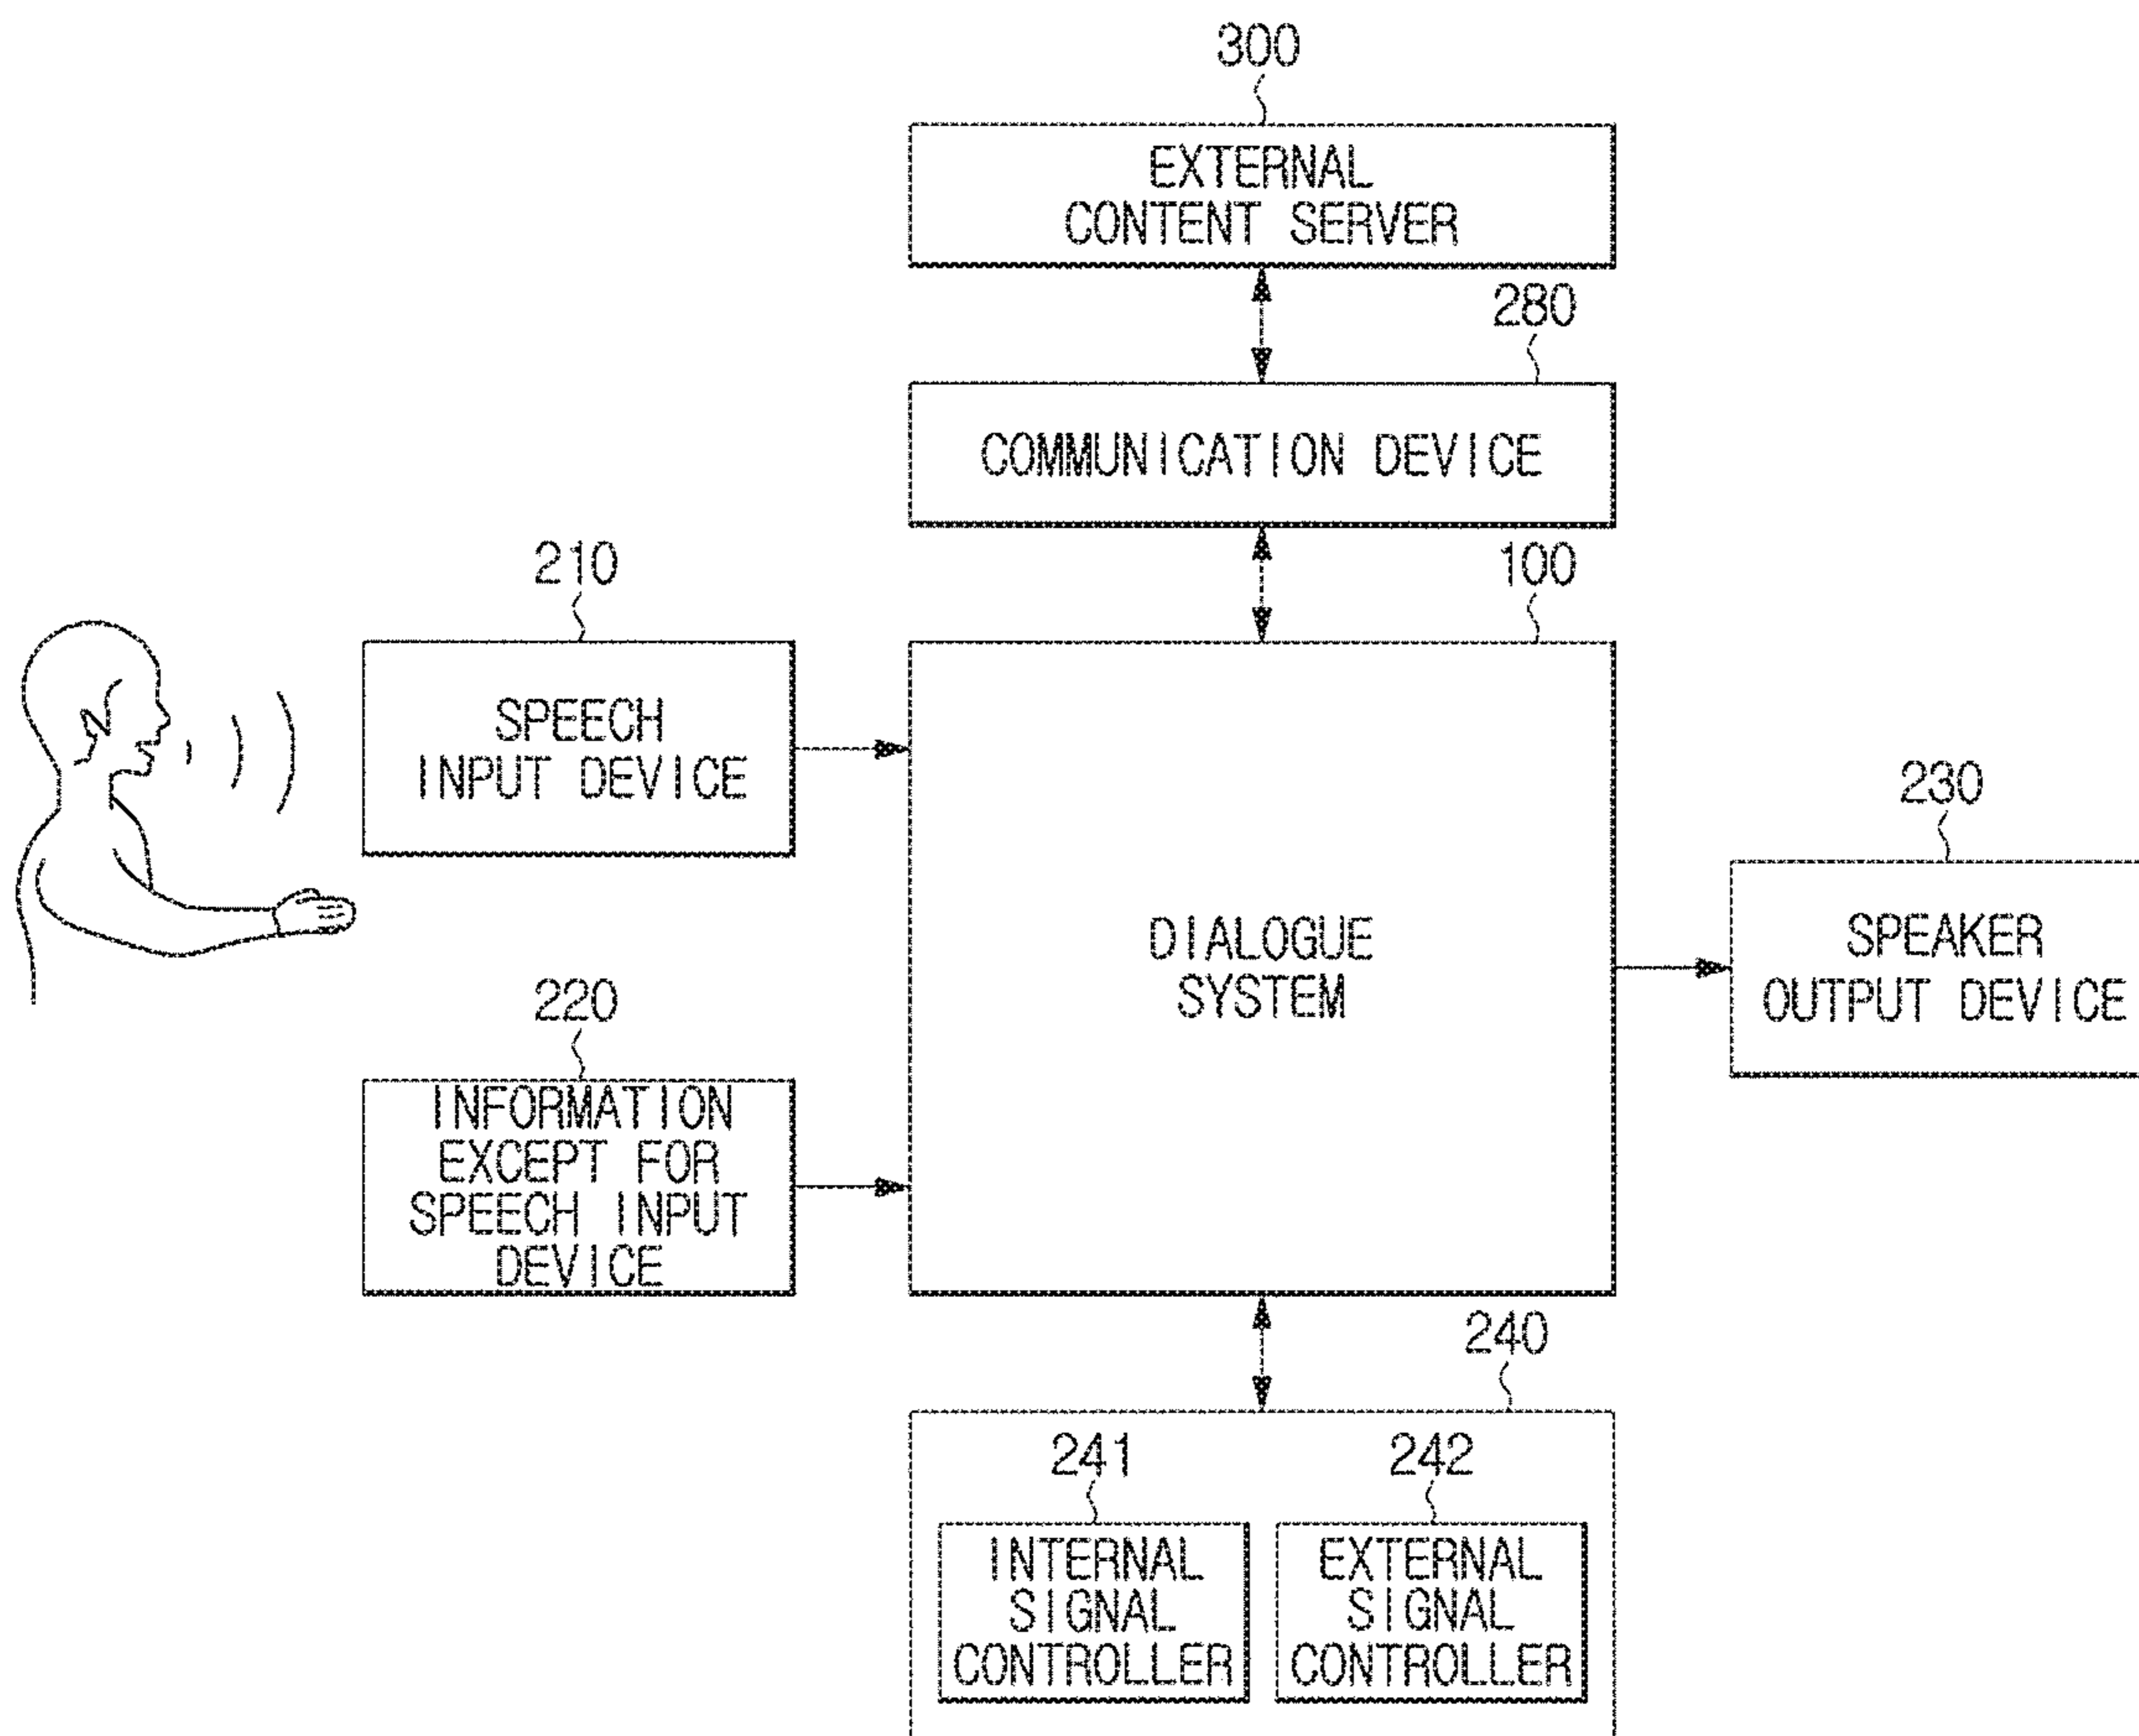 300
EXTERNAL
CONTENT SERVER
280
COMMUNICATION DEVICE
210
100
SPEECH
INPUT DEVICE
DIALOGUE
SYSTEM
230
SPEAKER
OUTPUT DEVICE
220
INFORMATION
EXCEPT FOR
SPEECH INPUT
DEVICE
240
241
INTERNAL
SIGNAL
CONTROLLER
242
EXTERNAL
SIGNAL
CONTROLLER